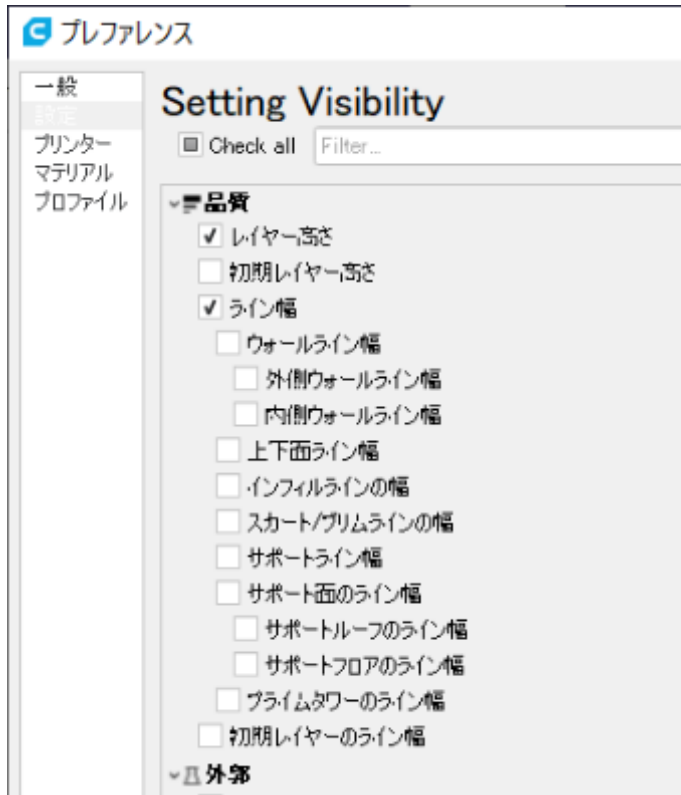 プレファレンス
一般
設定
プリンター
マテリアル
プロファイル
Setting Visibility
Check all
Filter...
品質
レイヤー高さ
初期レイヤー高さ
ライン幅
ウォールライン幅
外側ウォールライン幅
内側ウォールライン幅
上下面ライン幅
インフィルラインの幅
スカート/ブリムラインの幅
サポートライン幅
サポート面のライン幅
サポートルーフのライン幅
サポートフロアのライン幅
プライムタワーのライン幅
初期レイヤーのライン幅
外郭